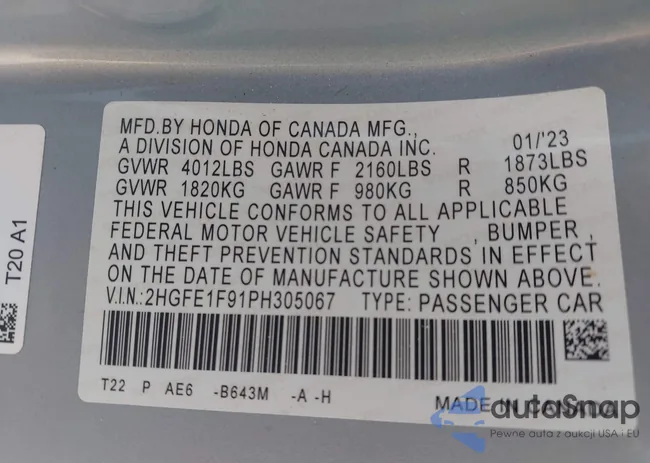 MFD.BY HONDA OF CANADA MFG.,
A DIVISION OF HONDA CANADA INC. 01/'23
GVWR 4012LBS GAWR F 2160LBS R 1873LBS
GVWR 1820KG GAWR F 980KG R 850KG
THIS VEHICLE CONFORMS TO ALL APPLICABLE
FEDERAL MOTOR VEHICLE SAFETY , BUMPER ,
AND THEFT PREVENTION STANDARDS IN EFFECT
ON THE DATE OF MANUFACTURE SHOWN ABOVE.
V.I.N.:2HGFE1F91PH305067 TYPE: PASSENGER CAR
T22 P AE6 -B643M -A -H
MADE IN CANADA
T20 A1
autoSnap
Pewne auta z aukcji USA i EU